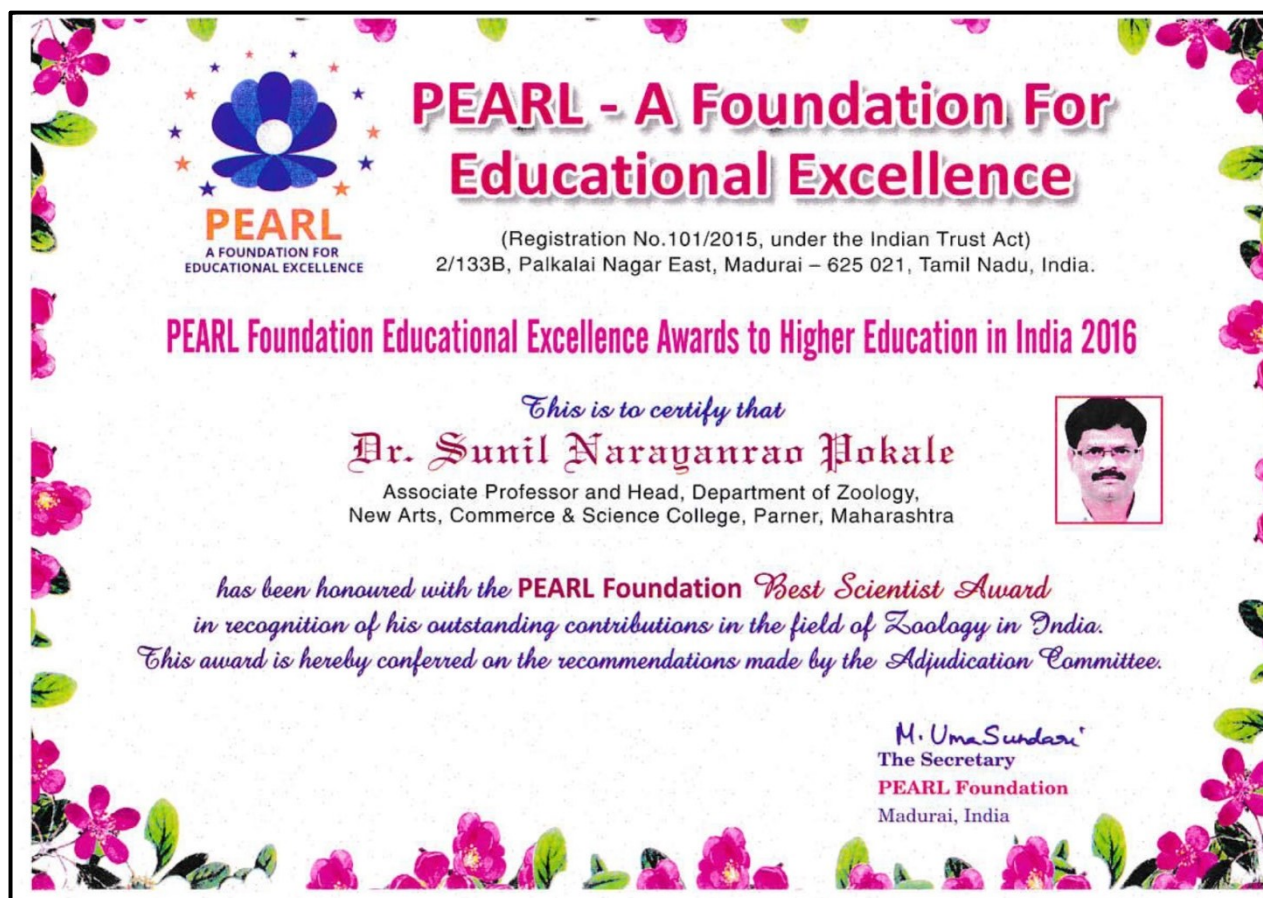 PEARL
A FOUNDATION FOR
EDUCATIONAL EXCELLENCE
PEARL - A Foundation For
Educational Excellence
(Registration No.101/2015, under the Indian Trust Act)
2/133B, Palkalai Nagar East, Madurai – 625 021, Tamil Nadu, India.
PEARL Foundation Educational Excellence Awards to Higher Education in India 2016
This is to certify that
Dr. Sunil Narayanrao Pokale
Associate Professor and Head, Department of Zoology,
New Arts, Commerce & Science College, Parner, Maharashtra
has been honoured with the PEARL Foundation Best Scientist Award
in recognition of his outstanding contributions in the field of Zoology in India.
This award is hereby conferred on the recommendations made by the Adjudication Committee.
M. Uma Sundari
The Secretary
PEARL Foundation
Madurai, India